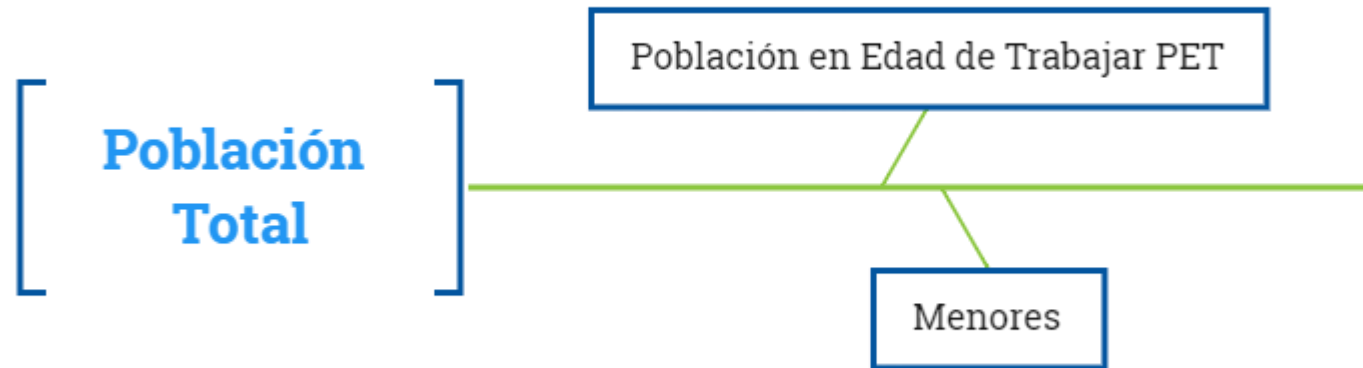 Población en Edad de Trabajar PET
Población
Total
Menores